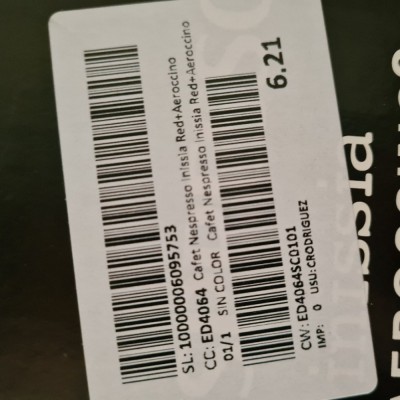 SL: 10000006095753
Cafet Nespresso Inissia Red+Aeroccino
CC: ED4064 Cafet Nespresso Inissia Red+Aeroccino
01/1 SIN COLOR
6.21
CW: ED4064SC0101
IMP: 0 USU: CRODRIGUEZ
inissia